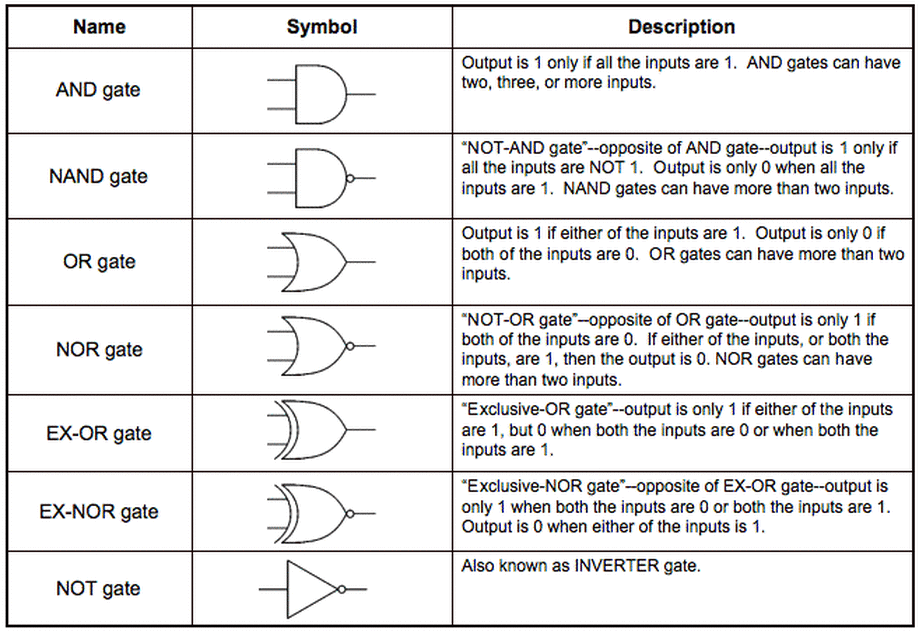 Name Symbol Description
AND gate
Output is 1 only if all the inputs are 1.  AND gates can have
two, three, or more inputs.
NAND gate
“NOT-AND gate”--opposite of AND gate--output is 1 only if
all the inputs are NOT 1.  Output is only 0 when all the
inputs are 1.  NAND gates can have more than two inputs.
OR gate
Output is 1 if either of the inputs are 1.  Output is only 0 if
both of the inputs are 0.  OR gates can have more than two
inputs.
NOR gate
“NOT-OR gate”--opposite of OR gate--output is only 1 if
both of the inputs are 0.  If either of the inputs, or both the
inputs, are 1, then the output is 0. NOR gates can have
more than two inputs.
EX-OR gate
“Exclusive-OR gate”--output is only 1 if either of the inputs
are 1, but 0 when both the inputs are 0 or when both the
inputs are 1.
EX-NOR gate
“Exclusive-NOR gate”--opposite of EX-OR gate--output is
only 1 when both the inputs are 0 or both the inputs are 1.
Output is 0 when either of the inputs is 1.
NOT gate
Also known as INVERTER gate.